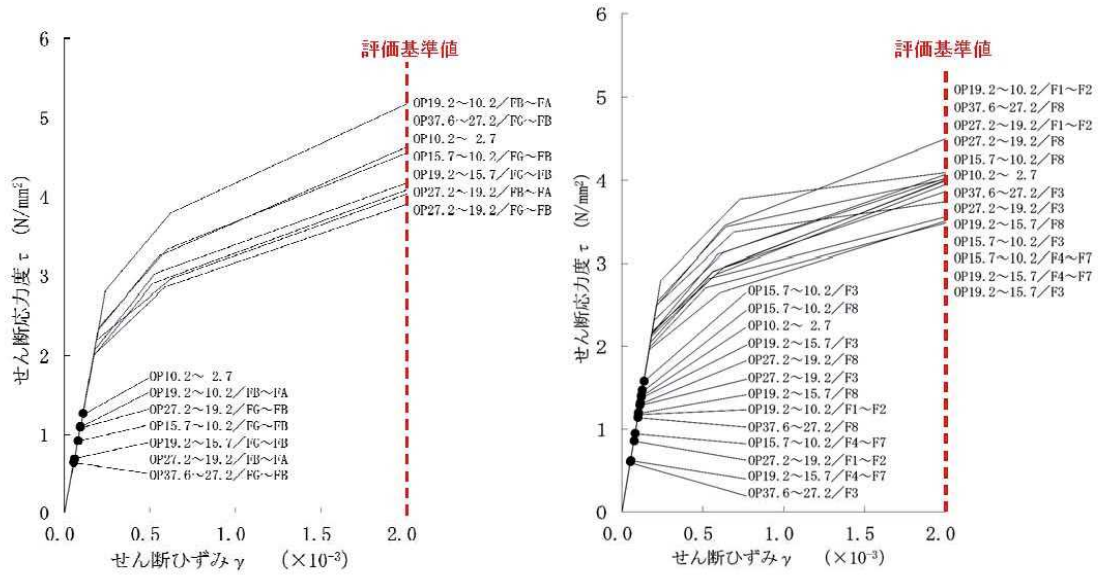 6
5
4
3
2
1
0
せん断応力度 τ (N/mm²)
評価基準値
OP19.2～10.2/FB～FA
OP37.6～27.2/FG～FB
OP10.2～ 2.7
OP15.7～10.2/FG～FB
OP19.2～15.7/FG～FB
OP27.2～19.2/FB～FA
OP27.2～19.2/FG～FB
OP10.2～ 2.7
OP19.2～10.2/FB～FA
OP27.2～19.2/FG～FB
OP15.7～10.2/FG～FB
OP19.2～15.7/FG～FB
OP27.2～19.2/FB～FA
OP37.6～27.2/FG～FB
0.0
0.5
1.0
1.5
2.0
せん断ひずみ γ (×10⁻³)
6
5
4
3
2
1
0
せん断応力度 τ (N/mm²)
評価基準値
OP19.2～10.2/F1～F2
OP37.6～27.2/F8
OP27.2～19.2/F1～F2
OP27.2～19.2/F8
OP15.7～10.2/F8
OP10.2～ 2.7
OP37.6～27.2/F3
OP27.2～19.2/F3
OP19.2～15.7/F8
OP15.7～10.2/F3
OP15.7～10.2/F4～F7
OP19.2～15.7/F4～F7
OP19.2～15.7/F3
OP15.7～10.2/F3
OP15.7～10.2/F8
OP10.2～ 2.7
OP19.2～15.7/F3
OP27.2～19.2/F8
OP27.2～19.2/F3
OP19.2～15.7/F8
OP19.2～10.2/F1～F2
OP37.6～27.2/F8
OP15.7～10.2/F4～F7
OP27.2～19.2/F1～F2
OP19.2～15.7/F4～F7
OP37.6～27.2/F3
0.0
0.5
1.0
1.5
2.0
せん断ひずみ γ (×10⁻³)